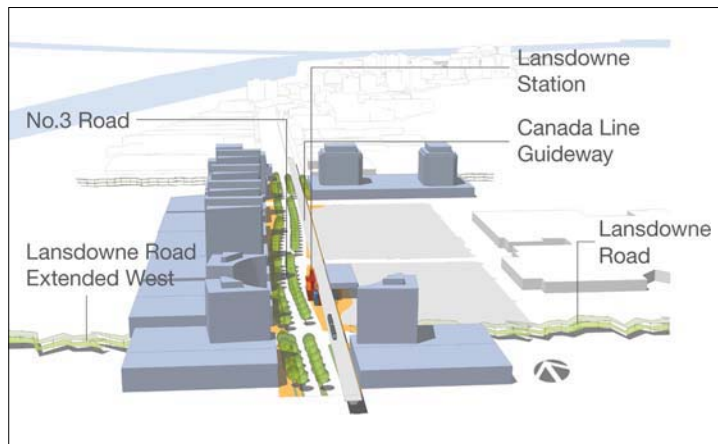 Lansdowne
Station
No.3 Road
Canada Line
Guideway
Lansdowne Road
Extended West
Lansdowne
Road